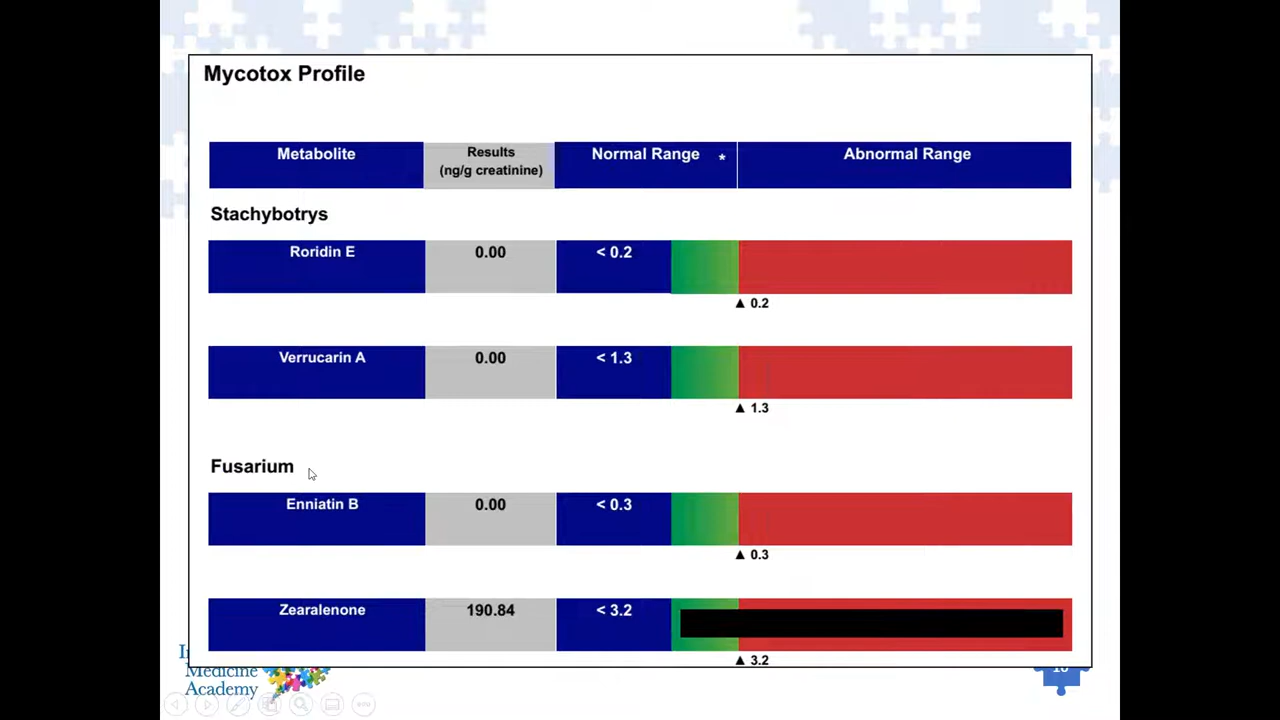 Mycotox Profile
Metabolite
Results
(ng/g creatinine)
Normal Range *
Abnormal Range
Stachybotrys
Roridin E 0.00 < 0.2
▲ 0.2
Verrucarin A 0.00 < 1.3
▲ 1.3
Fusarium
Enniatin B 0.00 < 0.3
▲ 0.3
Zearalenone 190.84 < 3.2
▲ 3.2
Medicine
Academy